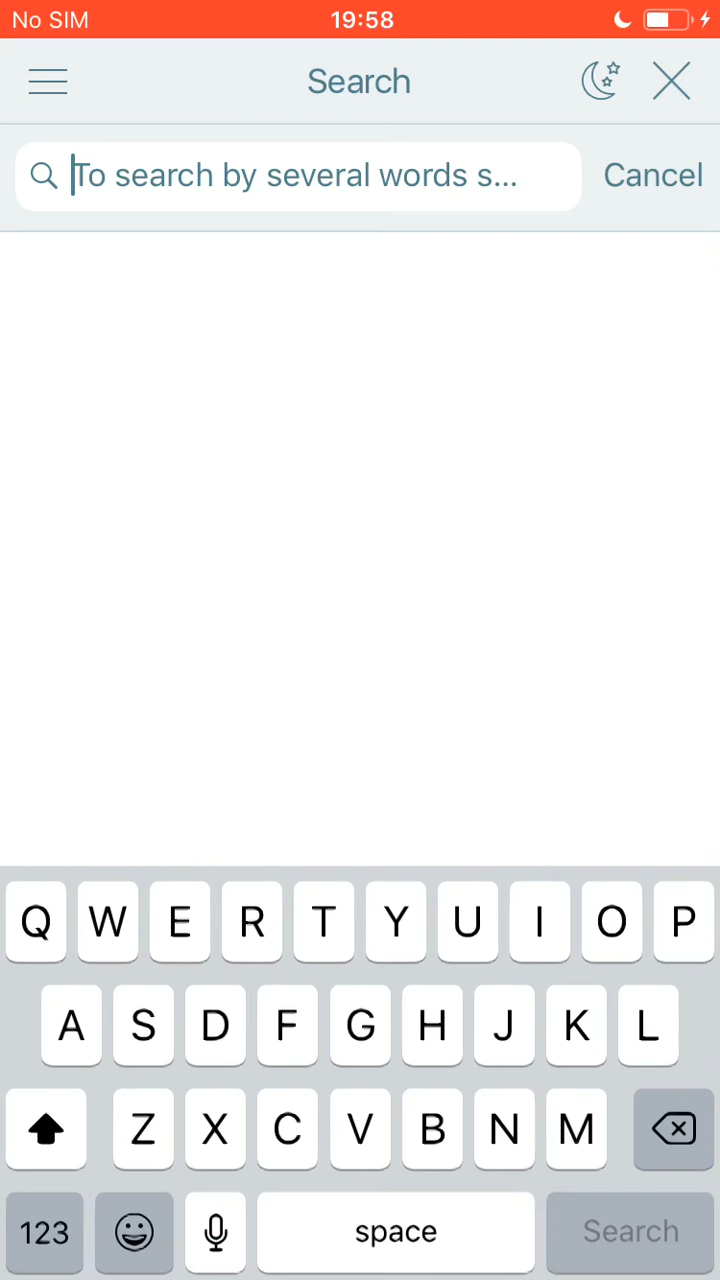 No SIM 19:58
Search
To search by several words s... Cancel
Q W E R T Y U I O P
A S D F G H J K L
Z X C V B N M
123 space Search